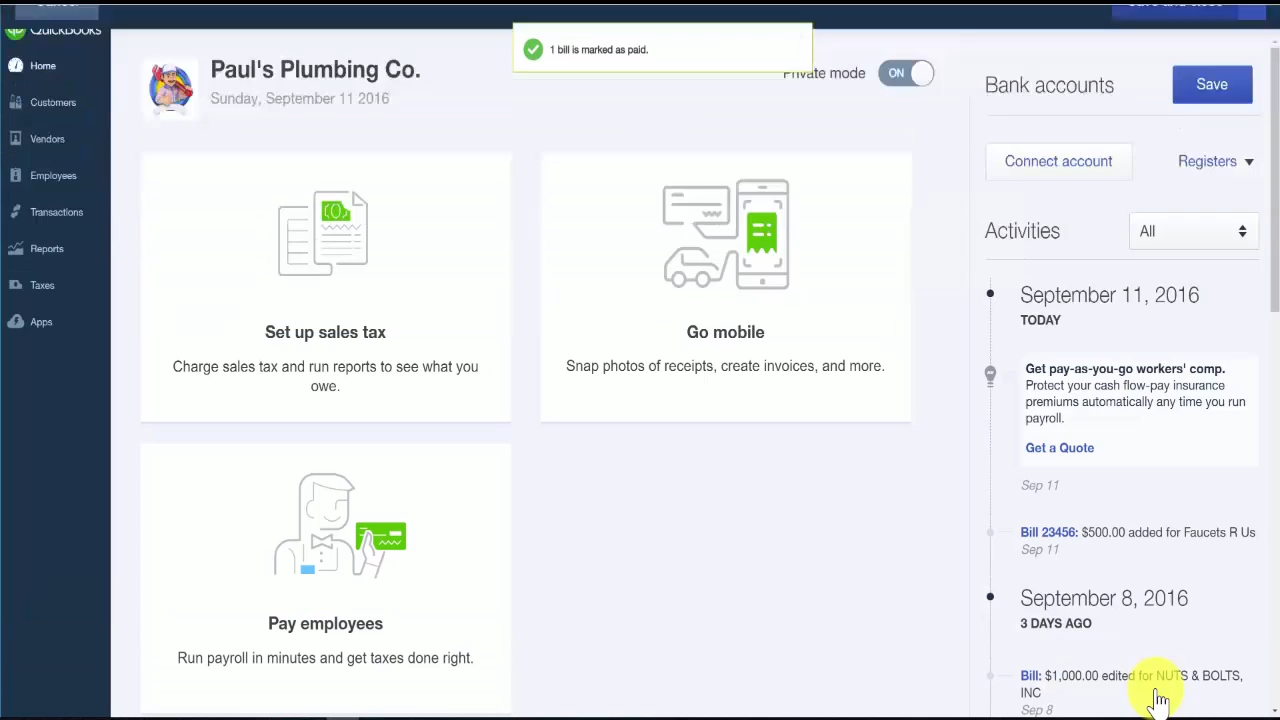 QuickBooks
1 bill is marked as paid.
Home
Customers
Vendors
Employees
Transactions
Reports
Taxes
Apps
Paul's Plumbing Co.
Sunday, September 11 2016
Private mode
ON
Set up sales tax
Charge sales tax and run reports to see what you
owe.
Go mobile
Snap photos of receipts, create invoices, and more.
Pay employees
Run payroll in minutes and get taxes done right.
Bank accounts
Save
Connect account
Registers
Activities
All
September 11, 2016
TODAY
Get pay-as-you-go workers' comp.
Protect your cash flow-pay insurance
premiums automatically any time you run
payroll.
Get a Quote
Sep 11
Bill 23456: $500.00 added for Faucets R Us
Sep 11
September 8, 2016
3 DAYS AGO
Bill: $1,000.00 edited for NUTS & BOLTS,
INC
Sep 8